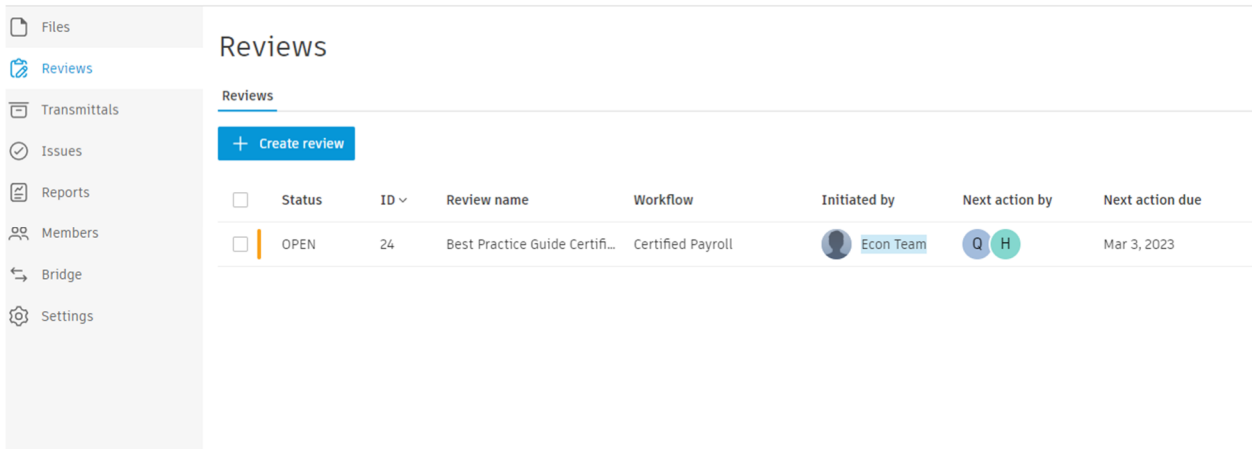 Files
Reviews
Transmittals
Issues
Reports
Members
Bridge
Settings
Reviews
Reviews
+ Create review
Status ID Review name Workflow Initiated by Next action by Next action due
OPEN 24 Best Practice Guide Certifi... Certified Payroll Econ Team Q H Mar 3, 2023